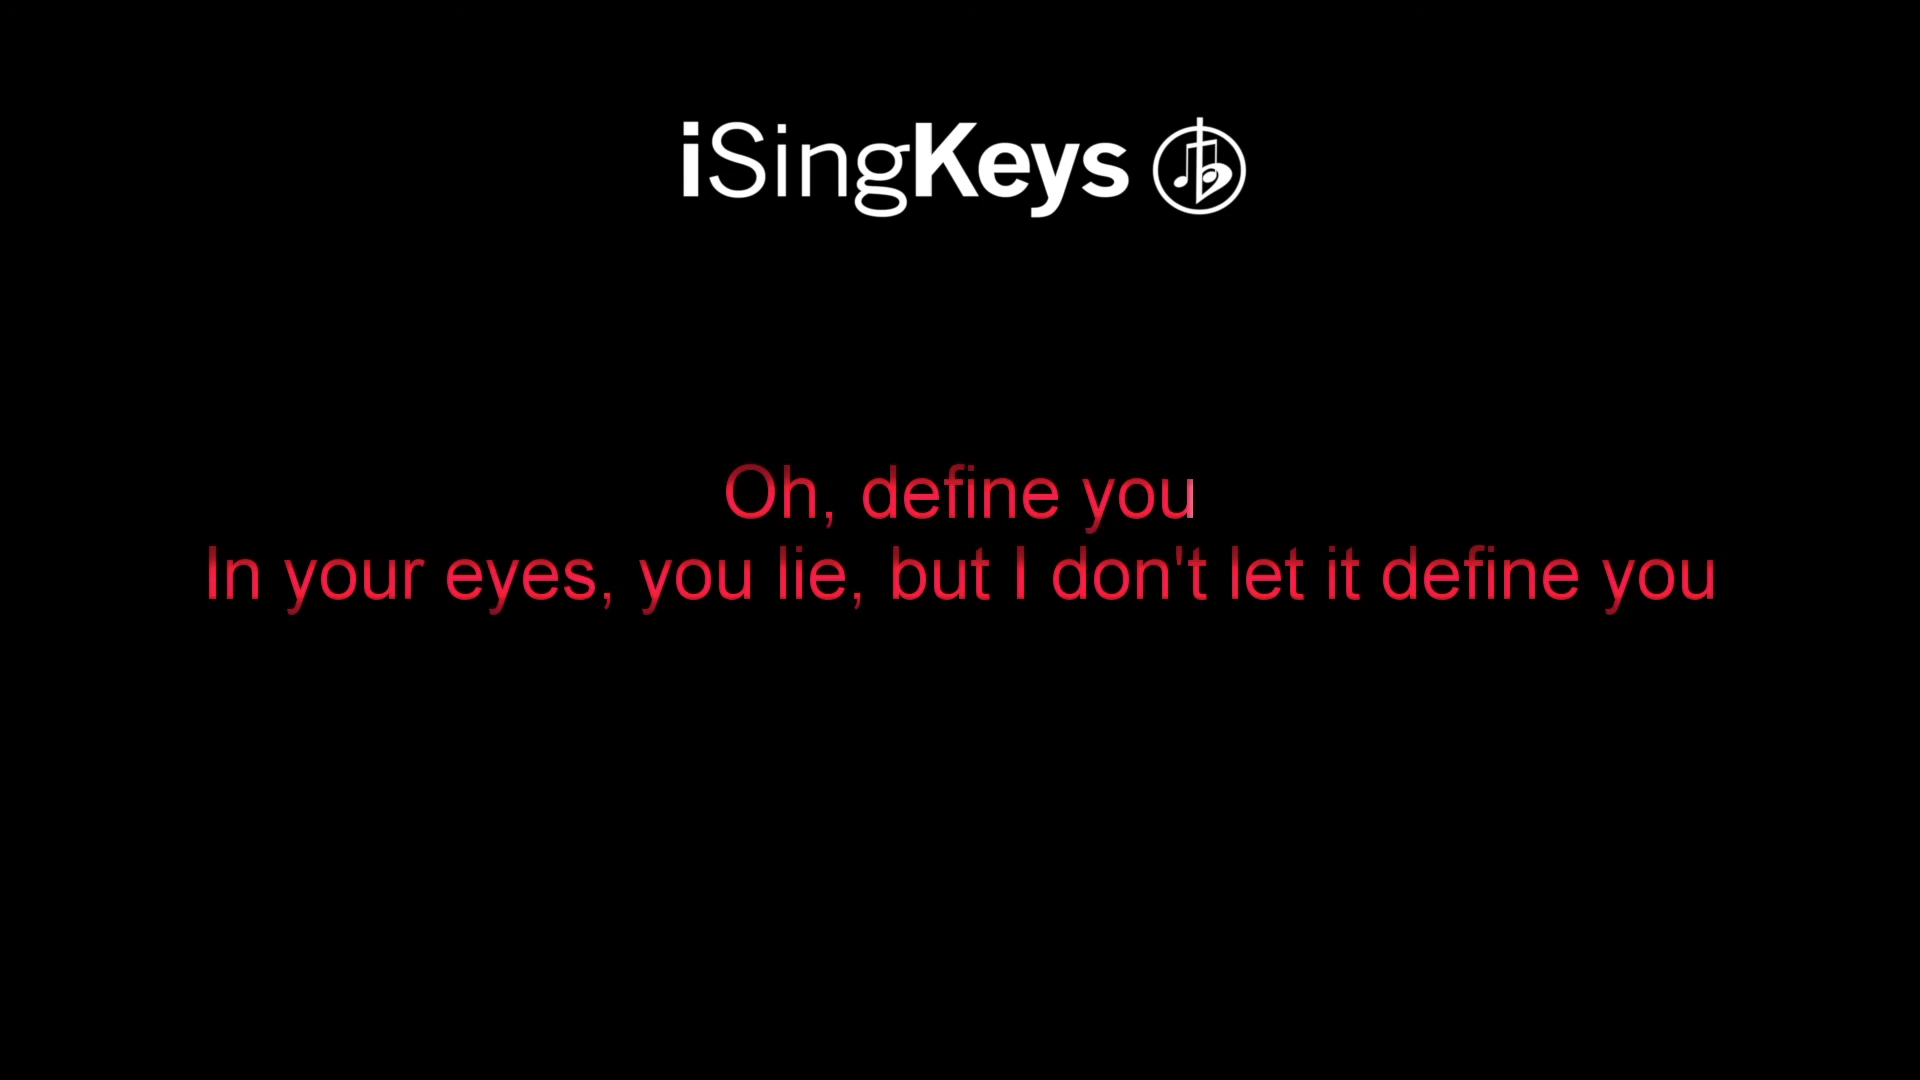 iSingKeys
Oh, define you
In your eyes, you lie, but I don't let it define you